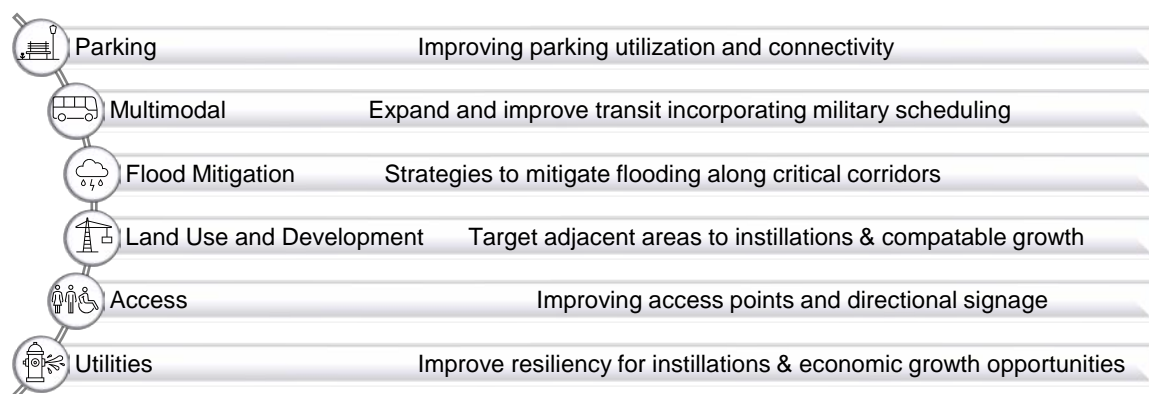 Parking Improving parking utilization and connectivity
Multimodal Expand and improve transit incorporating military scheduling
Flood Mitigation Strategies to mitigate flooding along critical corridors
Land Use and Development Target adjacent areas to instillations & compatable growth
Access Improving access points and directional signage
Utilities Improve resiliency for instillations & economic growth opportunities